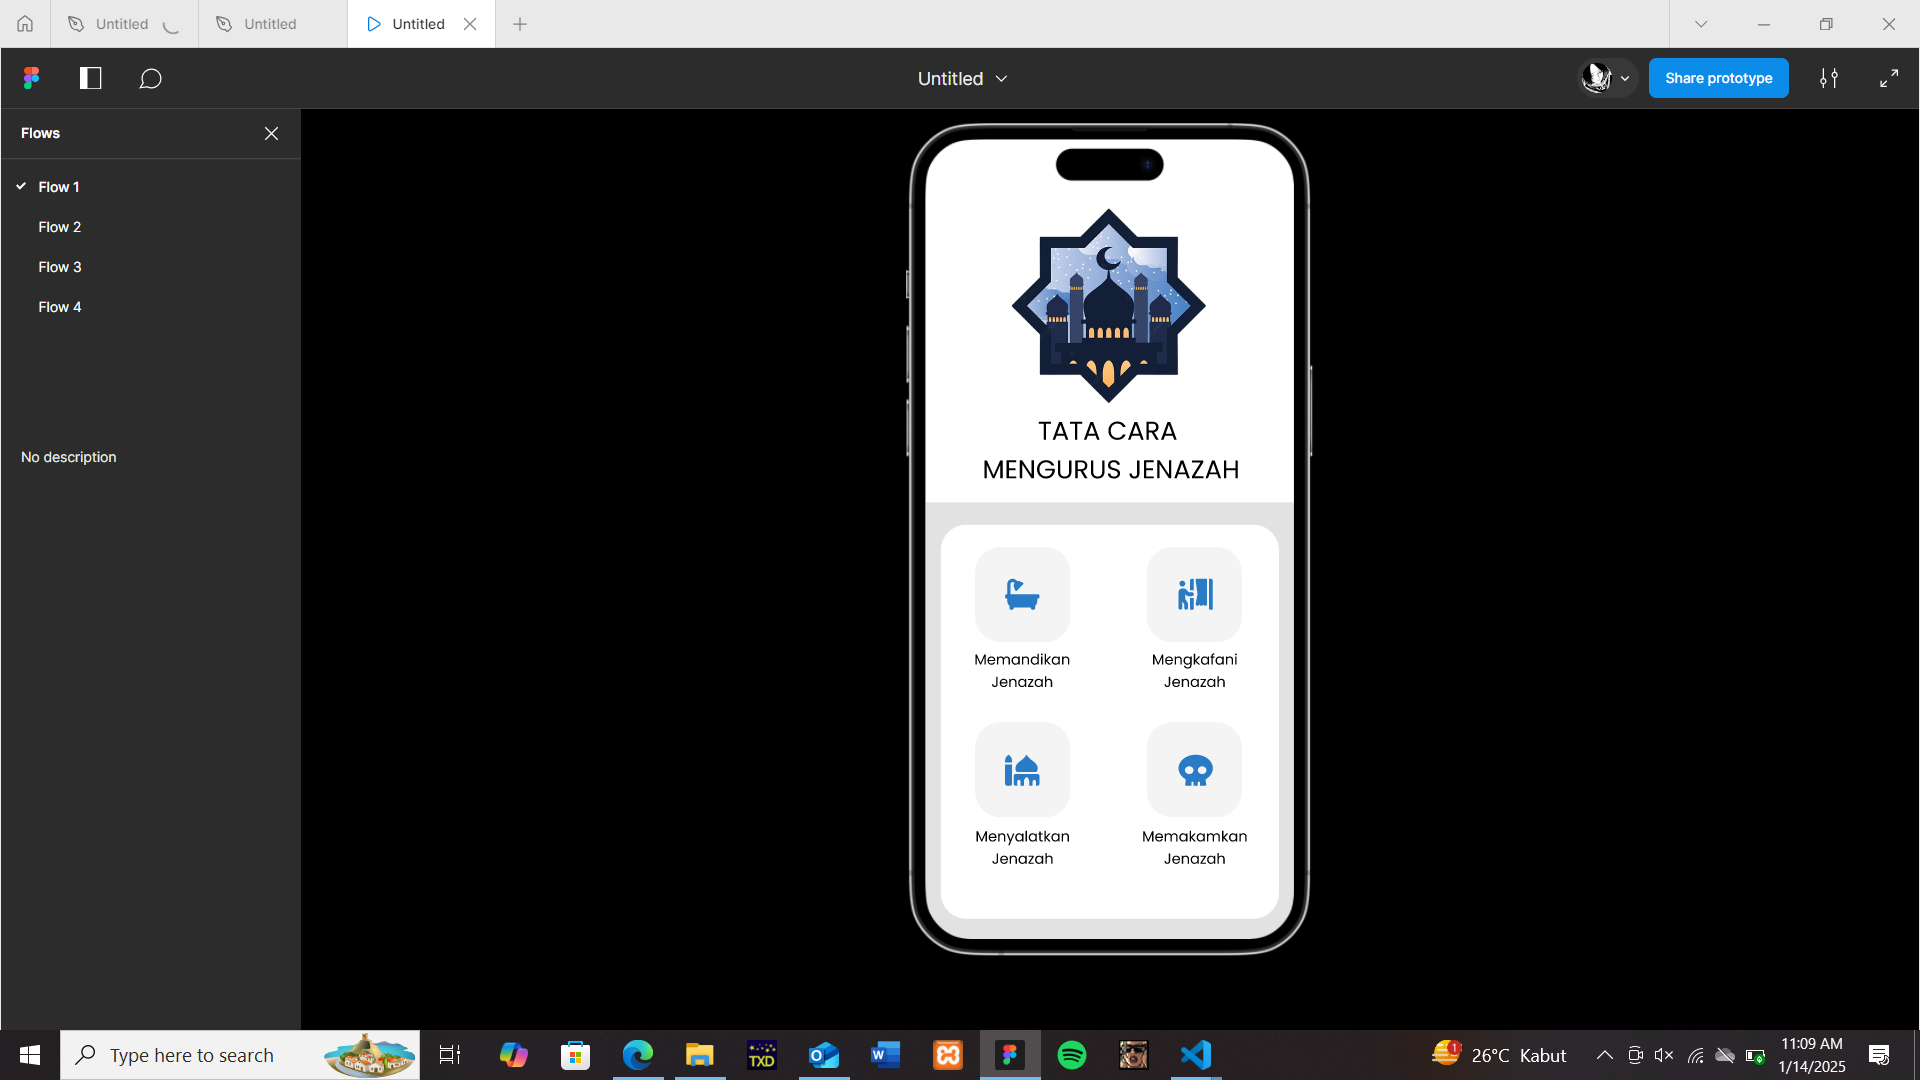 Untitled
Untitled
Untitled
Untitled
Share prototype
Flows
Flow 1
Flow 2
Flow 3
Flow 4
No description
TATA CARA
MENGURUS JENAZAH
Memandikan
Jenazah
Mengkafani
Jenazah
Menyalatkan
Jenazah
Memakamkan
Jenazah
Type here to search
TXD
1
26°C Kabut
11:09 AM
1/14/2025